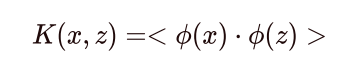 K(x, z) =< ϕ(x) · ϕ(z) >